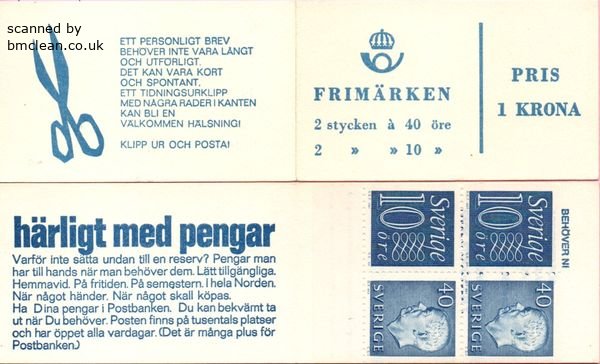 scanned by
bmclean.co.uk
ETT PERSONLIGT BREV
BEHÖVER INTE VARA LÅNGT
OCH UTFÖRLIGT.
DET KAN VARA KORT
OCH SPONTANT.
ETT TIDNINGSURKLIPP
MED NÅGRA RADER I KANTEN
KAN BLI EN
VÄLKOMMEN HÄLSNING!
KLIPP UR OCH POSTA!
FRIMÄRKEN
2 stycken à 40 öre
2 » » 10 »
PRIS
1 KRONA
härligt med pengar
Varför inte sätta undan till en reserv? Pengar man
har till hands när man behöver dem. Lätt tillgängliga.
Hemmavid. På fritiden. På semestern. I hela Norden.
När något händer. När något skall köpas.
Ha Dina pengar i Postbanken. Du kan bekvämt ta
ut när Du behöver. Posten finns på tusentals platser
och har öppet alla vardagar. (Det är många plus för
Postbanken.)
Sverige
10
öre
Sverige
10
öre
BEHÖVER NI
40
SVERIGE
40
SVERIGE